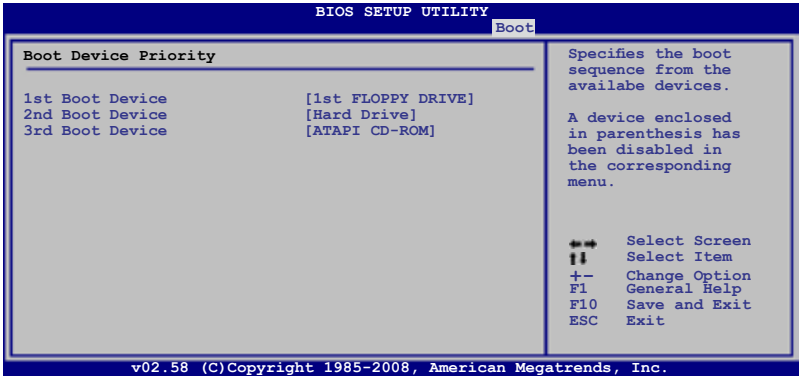 BIOS SETUP UTILITY
Boot
Boot Device Priority
1st Boot Device [1st FLOPPY DRIVE]
2nd Boot Device [Hard Drive]
3rd Boot Device [ATAPI CD-ROM]
Specifies the boot
sequence from the
availabe devices.
A device enclosed
in parenthesis has
been disabled in
the corresponding
menu.
←→ Select Screen
↑↓ Select Item
+- Change Option
F1 General Help
F10 Save and Exit
ESC Exit
v02.58 (C)Copyright 1985-2008, American Megatrends, Inc.